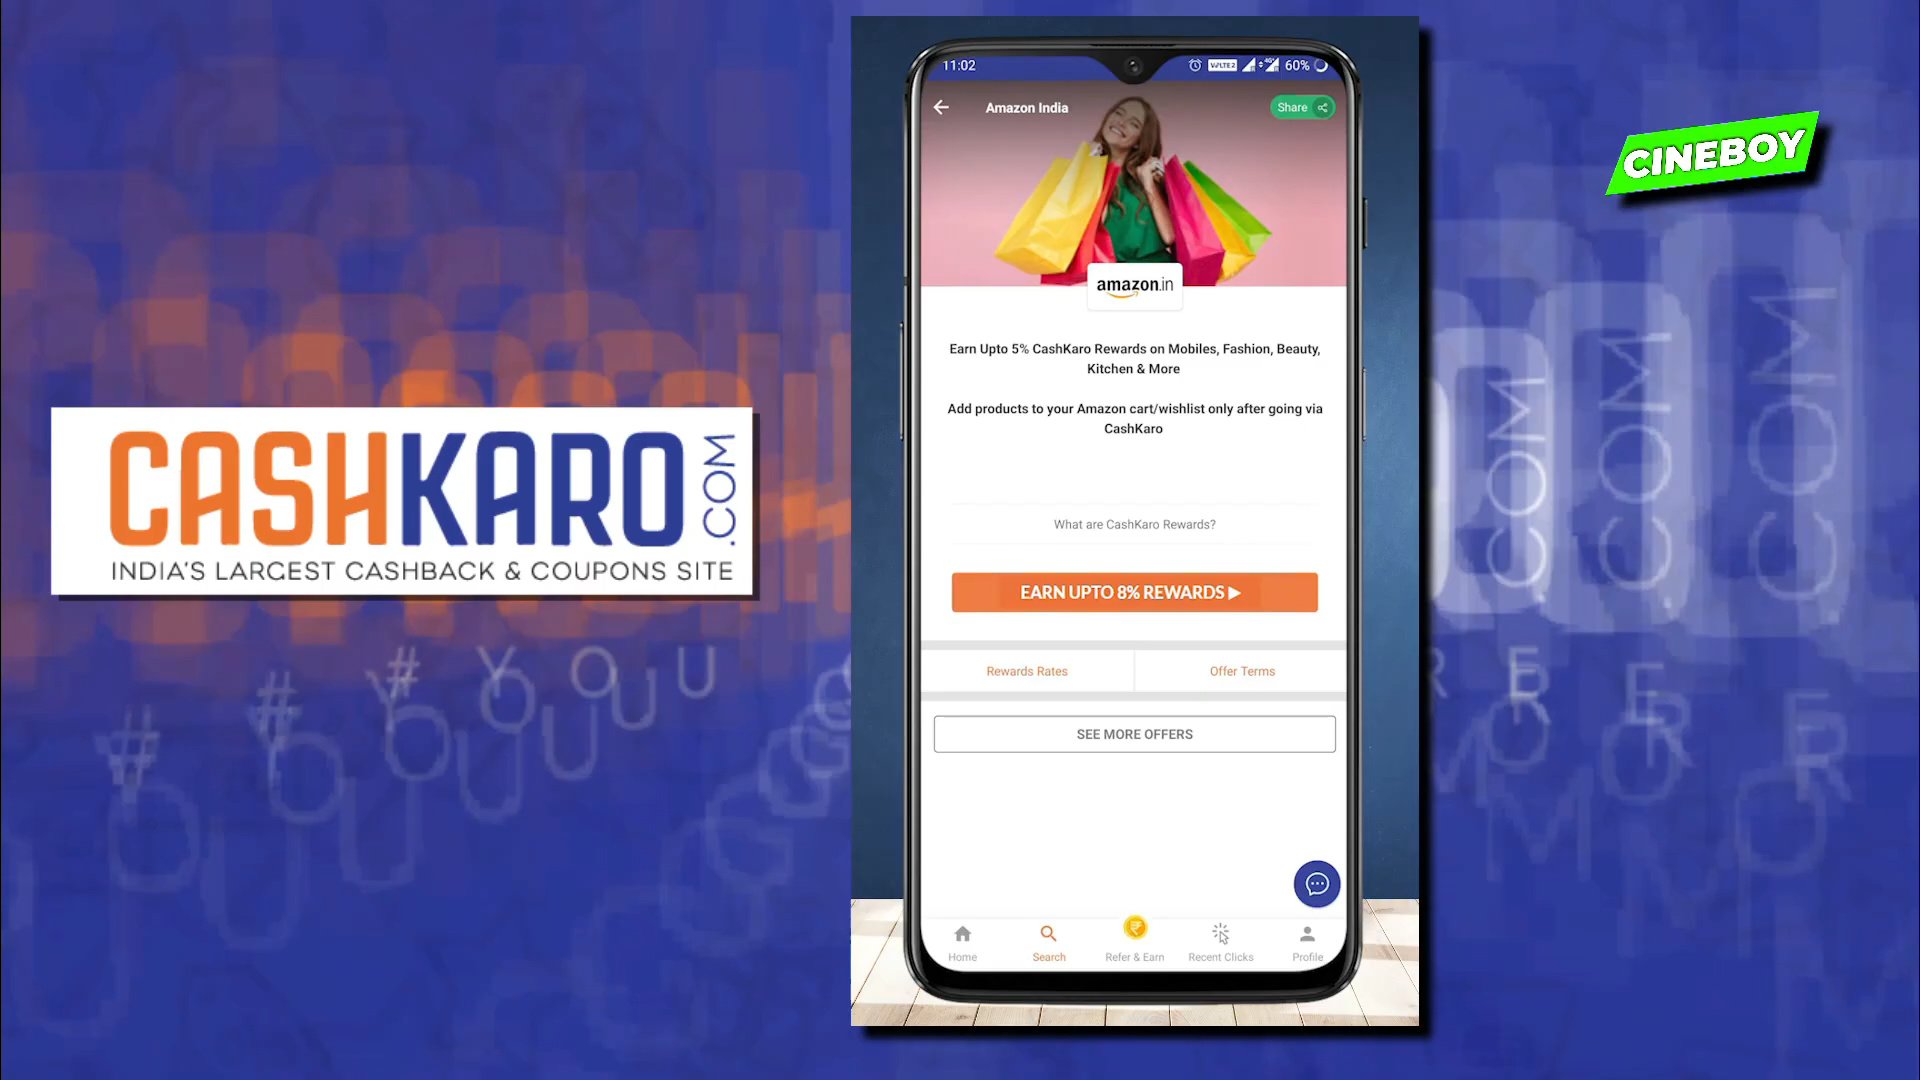 CASHKARO.COM
INDIA'S LARGEST CASHBACK & COUPONS SITE
11:02
VoLTE2
4G
60%
Amazon India
Share
amazon.in
Earn Upto 5% CashKaro Rewards on Mobiles, Fashion, Beauty,
Kitchen & More
Add products to your Amazon cart/wishlist only after going via
CashKaro
What are CashKaro Rewards?
EARN UPTO 8% REWARDS ▶
Rewards Rates
Offer Terms
SEE MORE OFFERS
Home
Search
Refer & Earn
Recent Clicks
Profile
CINEBOY